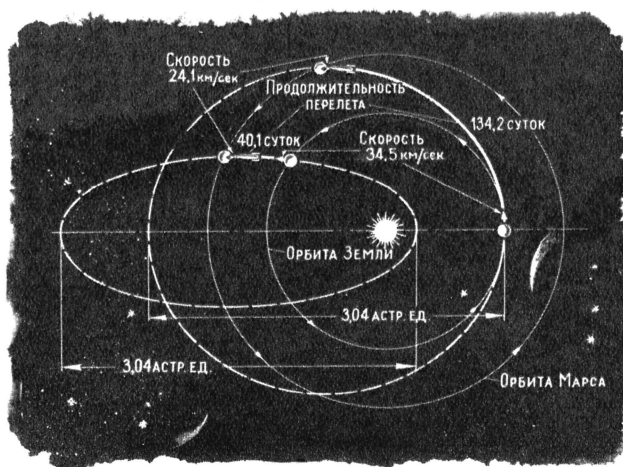 Скорость
24,1 км/сек
Продолжительность
перелета
134,2 суток
40,1 суток
Скорость
34,5 км/сек
Орбита Земли
3,04 астр. ед
3,04 астр. ед.
Орбита Марса